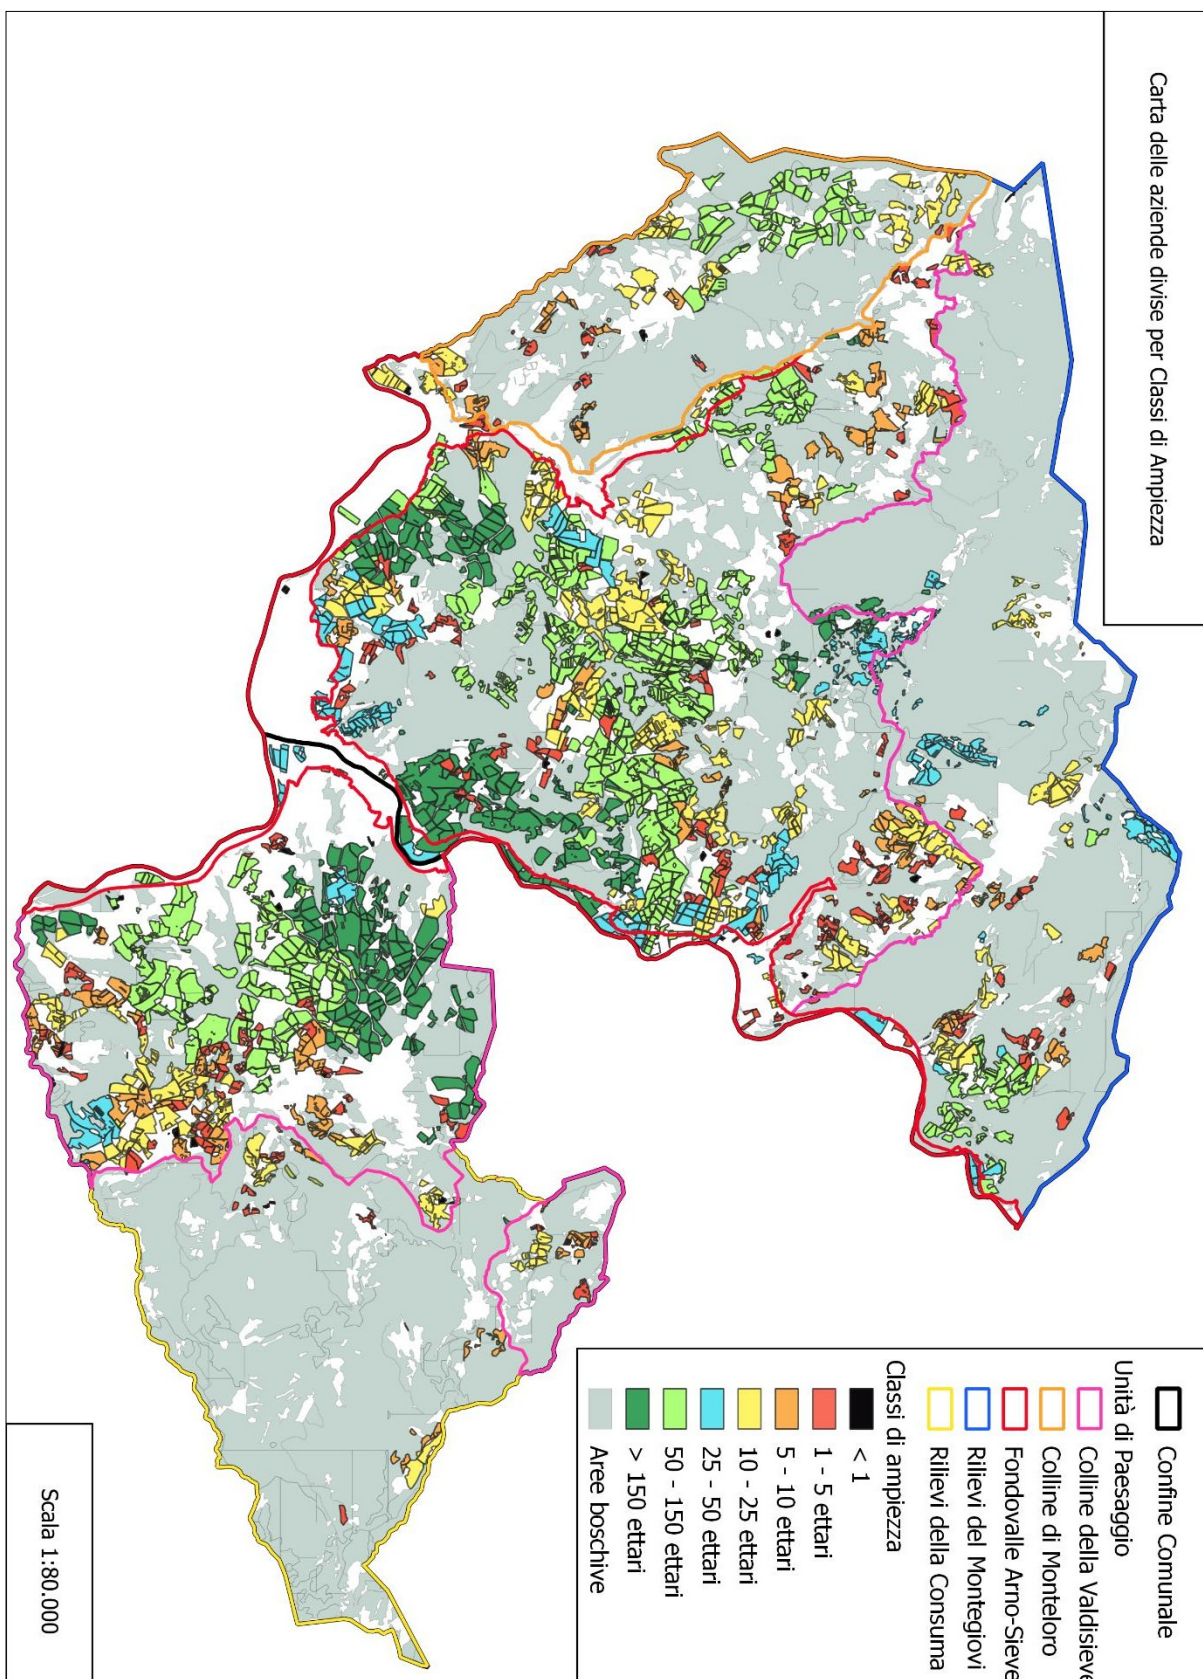 Carta delle aziende divise per Classi di Ampiezza
Confine Comunale
Unità di Paesaggio
Colline della Valdisieve
Colline di Monteloro
Fondovalle Arno-Sieve
Rilievi del Montegiovi
Rilievi della Consuma
Classi di ampiezza
< 1
1 - 5 ettari
5 - 10 ettari
10 - 25 ettari
25 - 50 ettari
50 - 150 ettari
> 150 ettari
Aree boschive
Scala 1:80.000